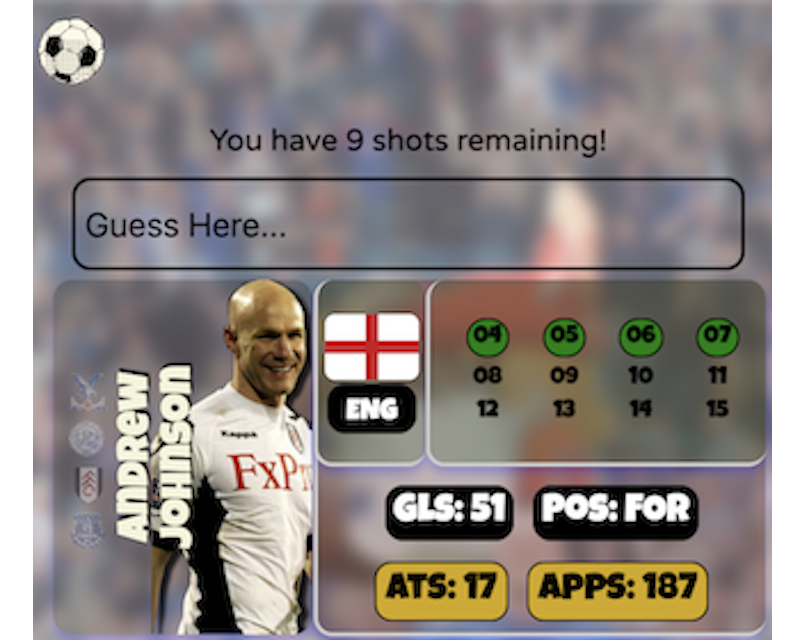 You have 9 shots remaining!
Guess Here...
ANDREW
JOHNSON
Kappa
FxPr
ENG
04 05 06 07
08 09 10 11
12 13 14 15
GLS: 51 POS: FOR
ATS: 17 APPS: 187